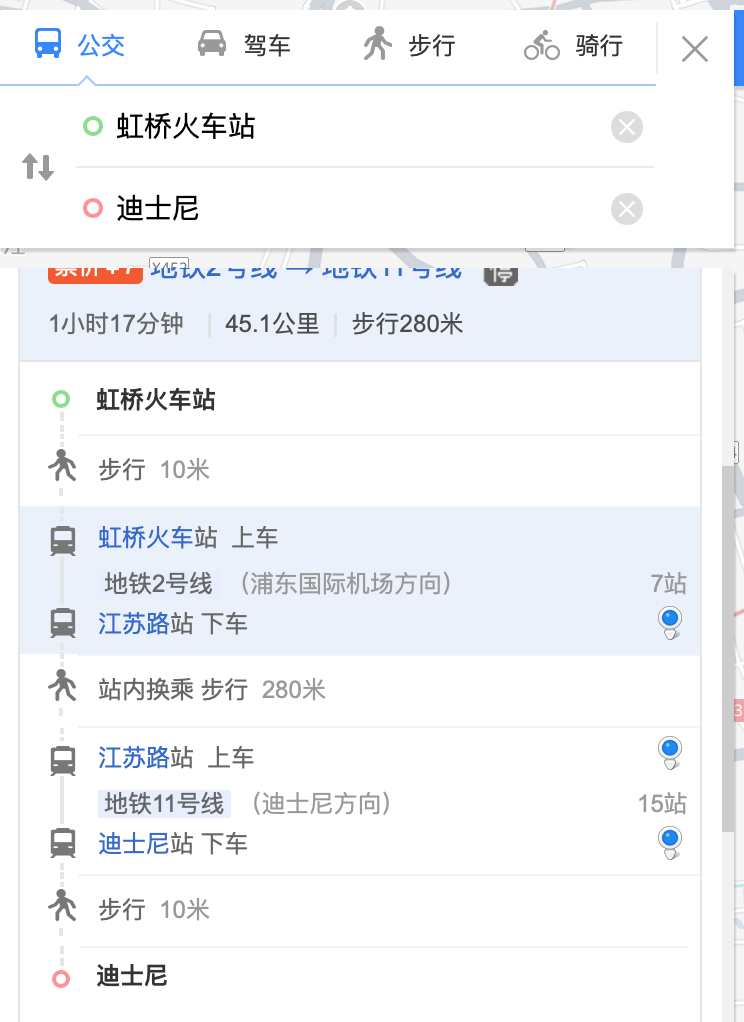 公交 驾车 步行 骑行
虹桥火车站
迪士尼
X453
票价¥7 地铁2号线 → 地铁11号线 停
1小时17分钟 | 45.1公里 | 步行280米
虹桥火车站
步行 10米
虹桥火车站 上车
地铁2号线 （浦东国际机场方向） 7站
江苏路站 下车
站内换乘 步行 280米
江苏路站 上车
地铁11号线 （迪士尼方向） 15站
迪士尼站 下车
步行 10米
迪士尼